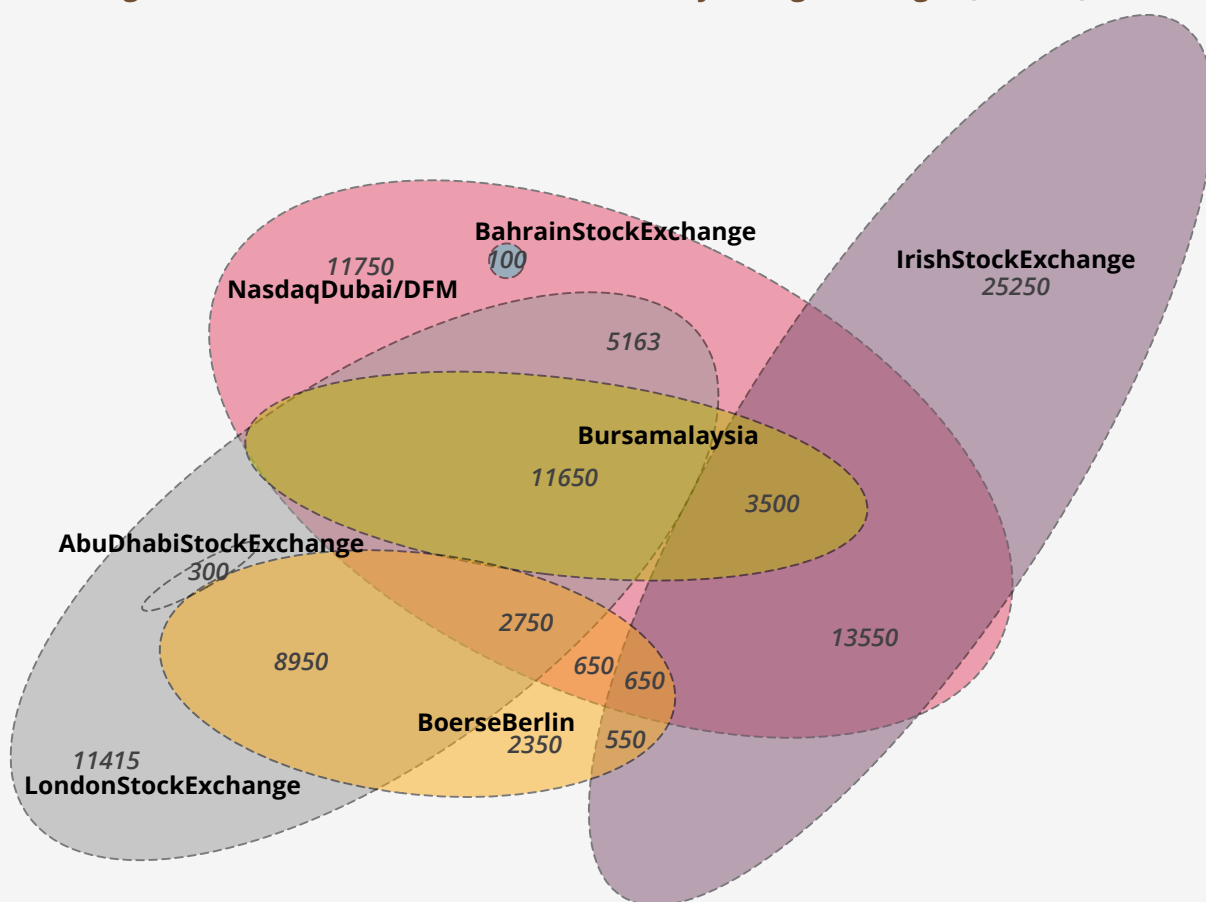 BahrainStockExchange
100
11750
NasdaqDubai/DFM
IrishStockExchange
25250
5163
Bursamalaysia
11650
3500
AbuDhabiStockExchange
300
2750
13550
8950
650
650
BoerseBerlin
2350
550
11415
LondonStockExchange